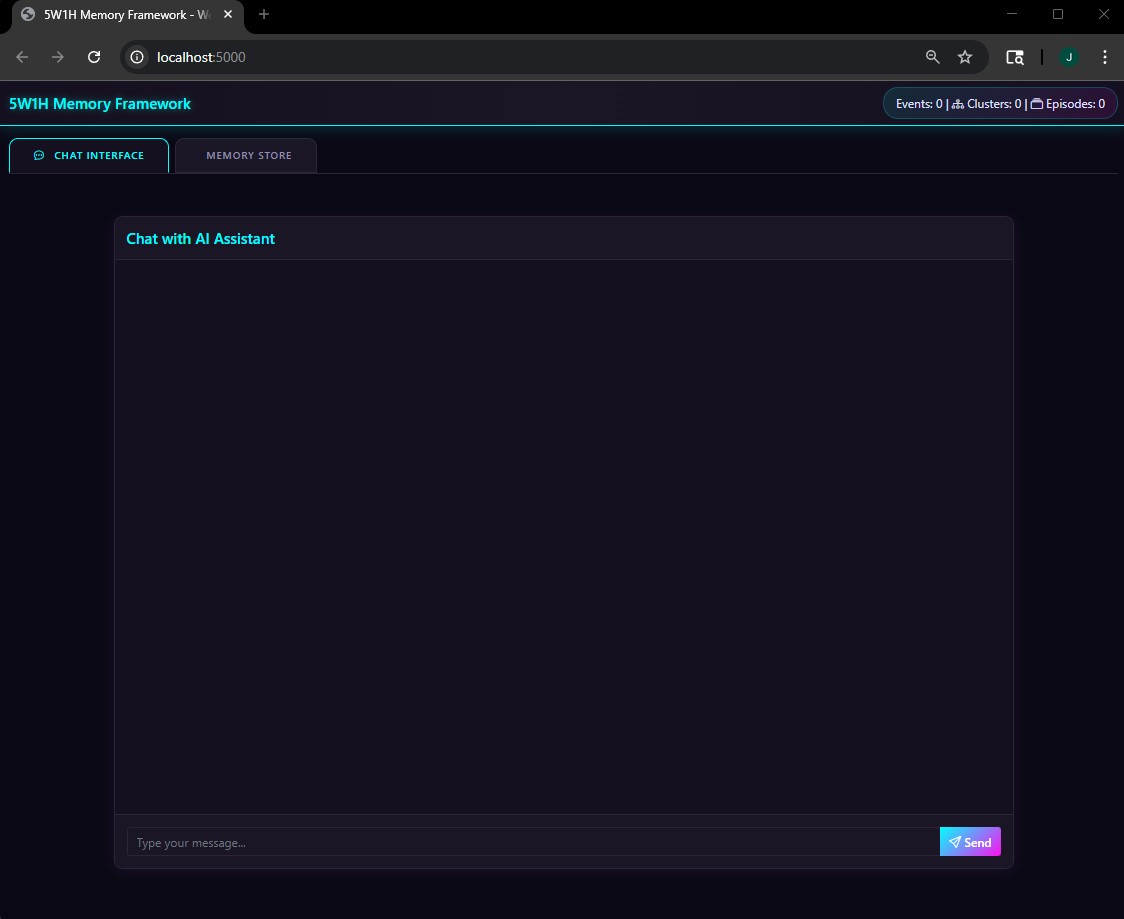 5W1H Memory Framework - W
localhost:5000
J
5W1H Memory Framework
Events: 0 | Clusters: 0 | Episodes: 0
CHAT INTERFACE
MEMORY STORE
Chat with AI Assistant
Type your message...
Send